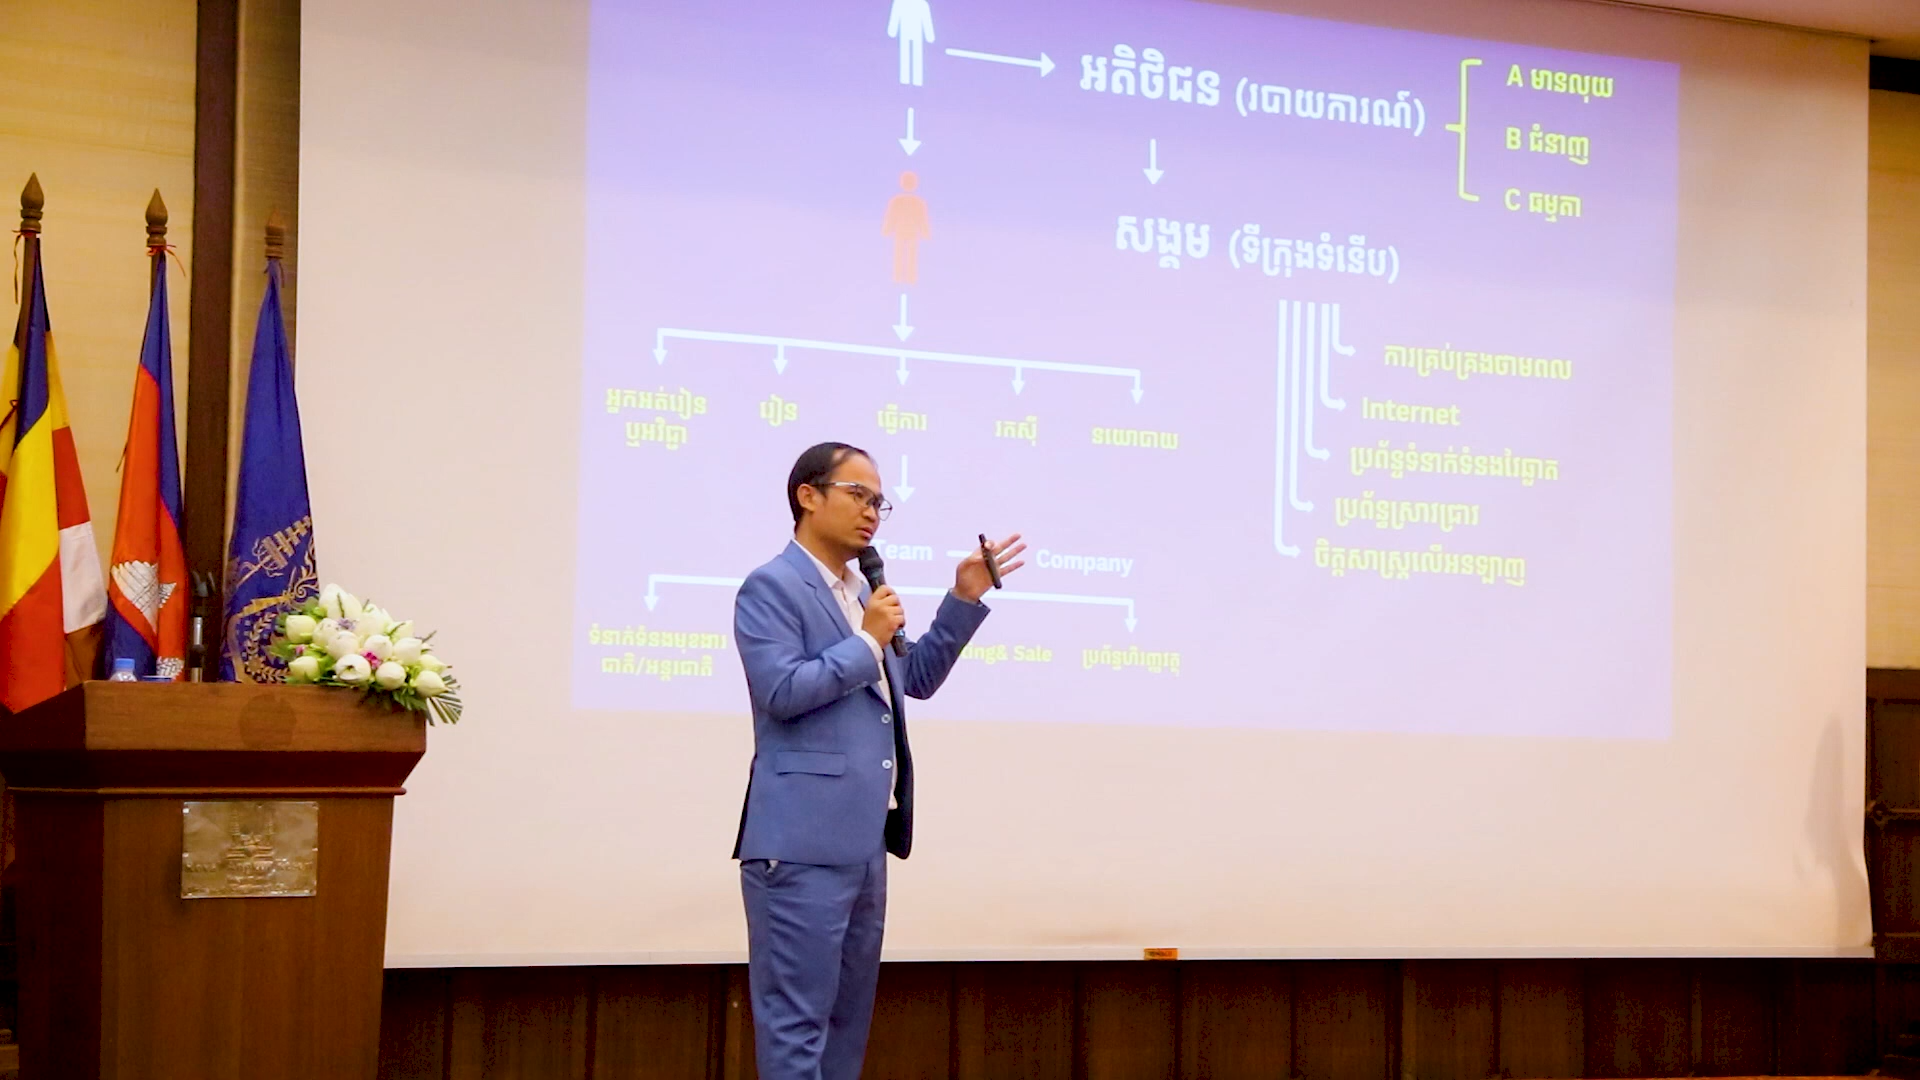 អតិថិជន (របាយការណ៍)
A មានលុយ
B ជំនាញ
C ធម្មតា
សង្គម (ទីក្រុងទំនើប)
ការគ្រប់គ្រងចាមពល
Internet
ប្រព័ន្ធទំនាក់ទំនងវៃឆ្លាត
ប្រព័ន្ធស្រាវជ្រាវ
ចិត្តសាស្ត្រលើអនឡាញ
អ្នកអត់រៀន
ឬអវិជ្ជា
រៀន
ធ្វើការ
រកស៊ី
នយោបាយ
Team
Company
ទំនាក់ទំនងមុខងារ
ជាតិ/អន្តរជាតិ
& Sale
ប្រព័ន្ធហិរញ្ញវត្ថុ